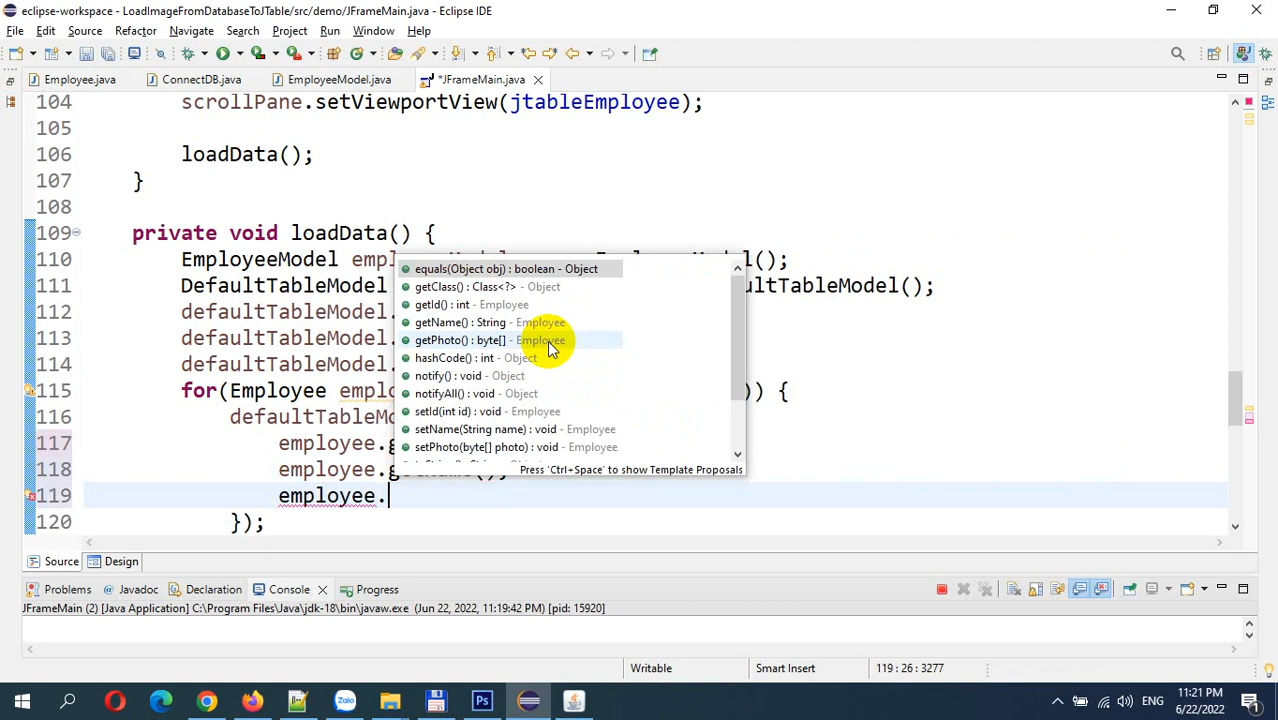 eclipse-workspace - LoadImageFromDatabaseToJTable/src/demo/JFrameMain.java - Eclipse IDE
File Edit Source Refactor Navigate Search Project Run Window Help
Employee.java ConnectDB.java EmployeeModel.java *JFrameMain.java
104 scrollPane.setViewportView(jtableEmployee);
105
106 loadData();
107 }
108
109 private void loadData() {
110 EmployeeModel
111 DefaultTableModel
112 defaultTableMode
113 defaultTableMode
114 defaultTableMode
115 for(Employee )) {
116 defaultTableMo
117 employee.
118 employee.
119 employee.
120 });
equals(Object obj) : boolean - Object
getClass() : Class<?> - Object
getId() : int - Employee
getName() : String - Employee
getPhoto() : byte[] - Employee
hashCode() : int - Object
notify() : void - Object
notifyAll() : void - Object
setId(int id) : void - Employee
setName(String name) : void - Employee
setPhoto(byte[] photo) : void - Employee
Press 'Ctrl+Space' to show Template Proposals
Source Design
Problems Javadoc Declaration Console Progress
JFrameMain (2) [Java Application] C:\Program Files\Java\jdk-18\bin\javaw.exe (Jun 22, 2022, 11:19:42 PM) [pid: 15920]
Writable Smart Insert 119 : 26 : 3277
ENG 11:21 PM
6/22/2022